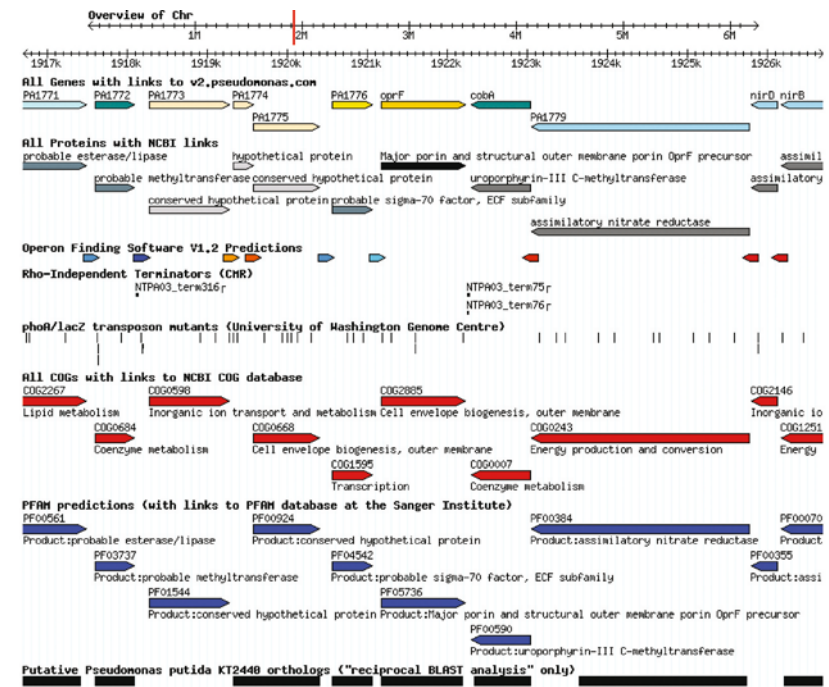 Overview of Chr
1M 2M 3M 4M 5M 6M
1917k 1918k 1919k 1920k 1921k 1922k 1923k 1924k 1925k 1926k
All Genes with links to v2.pseudomonas.com
PA1771 PA1772 PA1773 PA1774 PA1776 oprF cobA nirD nirB
PA1775 PA1779
All Proteins with NCBI links
probable esterase/lipase hypothetical protein Major porin and structural outer membrane porin OprF precursor assimil
probable methyltransferase conserved hypothetical protein uroporphyrin-III C-methyltransferase assimilatory
conserved hypothetical protein probable sigma-70 factor, ECF subfamily
assimilatory nitrate reductase
Operon Finding Software V1.2 Predictions
Rho-Independent Terminators (CMR)
NTPA03_term316r NTPA03_term75r
NTPA03_term76r
phoA/lacZ transposon mutants (University of Washington Genome Centre)
All COGs with links to NCBI COG database
COG2267 COG0598 COG2885 COG2146
Lipid metabolism Inorganic ion transport and metabolism Cell envelope biogenesis, outer membrane Inorganic io
COG0684 COG0668 COG0243 COG1251
Coenzyme metabolism Cell envelope biogenesis, outer membrane Energy production and conversion Energy
COG1595 COG0007
Transcription Coenzyme metabolism
PFAM predictions (with links to PFAM database at the Sanger Institute)
PF00561 PF00924 PF00384 PF00070
Product:probable esterase/lipase Product:conserved hypothetical protein Product:assimilatory nitrate reductase Product
PF03737 PF04542 PF00355
Product:probable methyltransferase Product:probable sigma-70 factor, ECF subfamily Product:assi
PF01544 PF05736
Product:conserved hypothetical protein Product:Major porin and structural outer membrane porin OprF precursor
PF00590
Product:uroporphyrin-III C-methyltransferase
Putative Pseudomonas putida KT2440 orthologs ("reciprocal BLAST analysis" only)